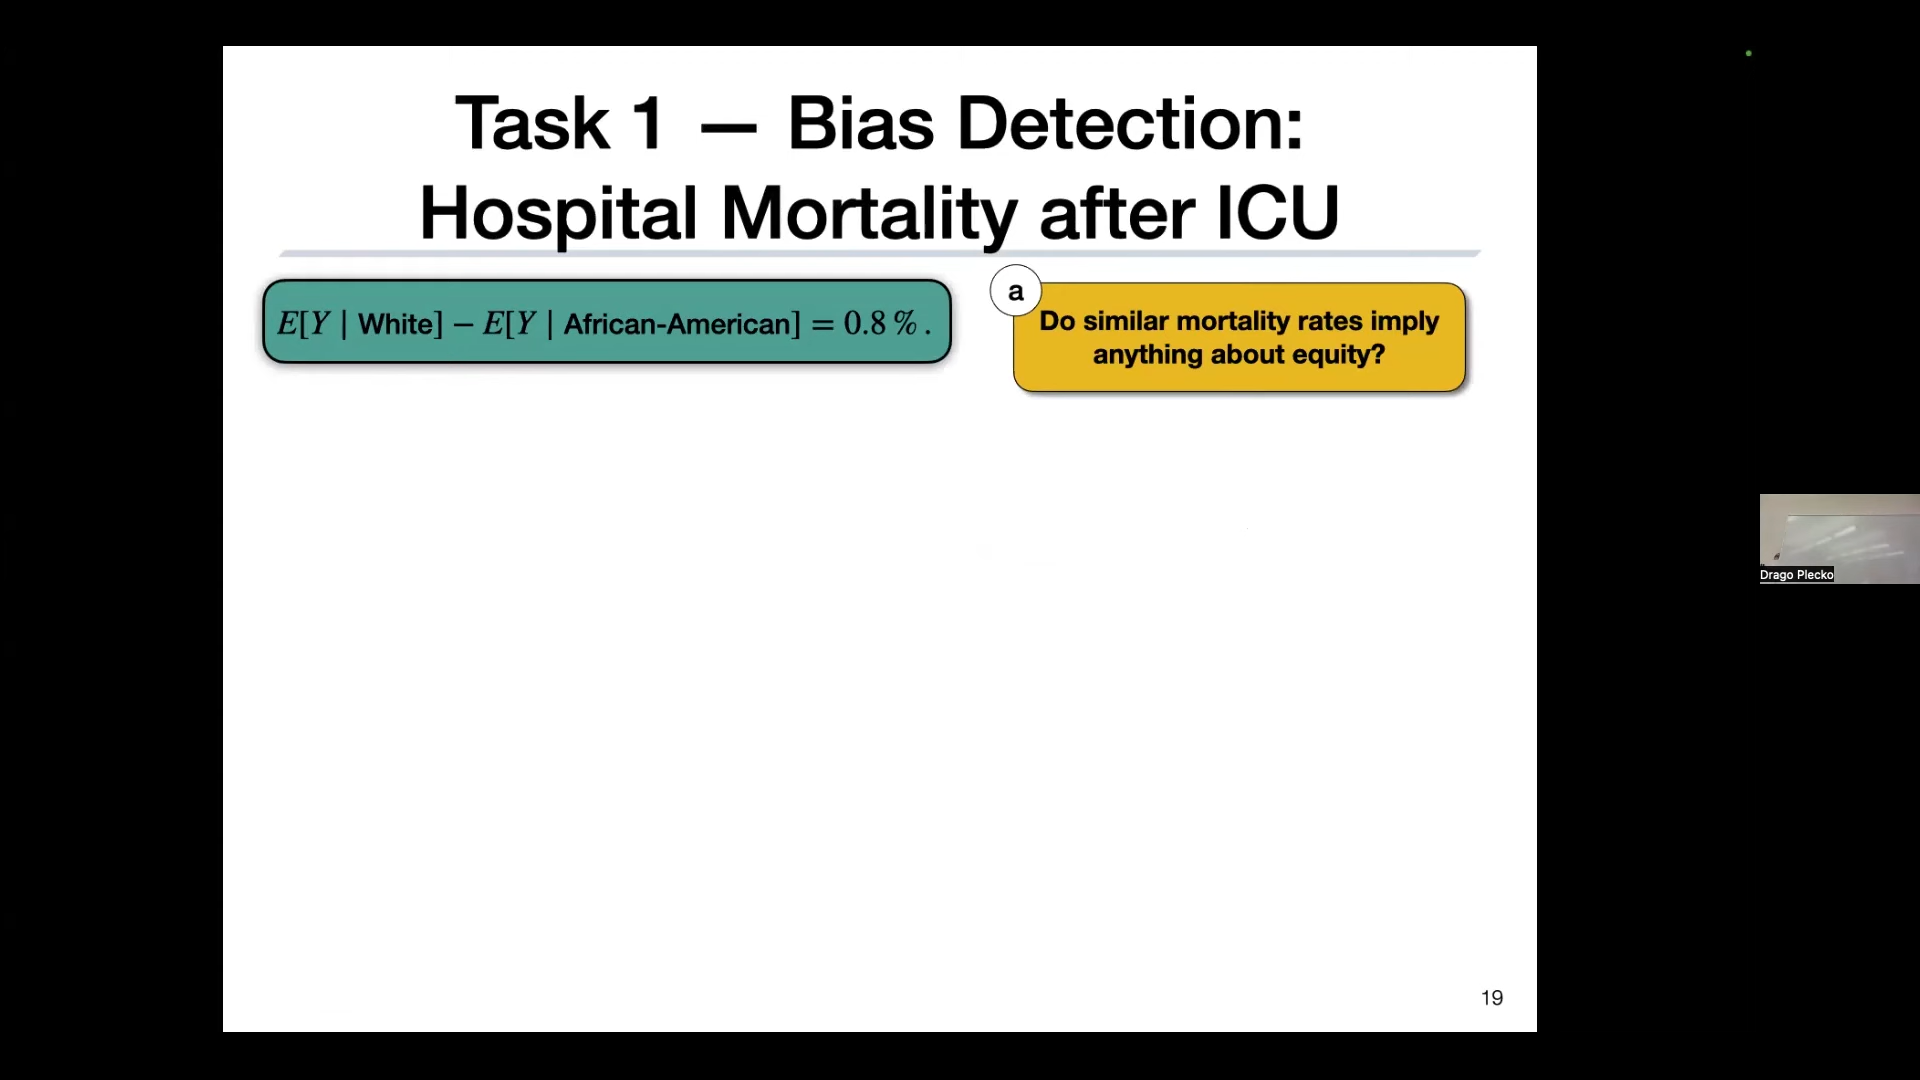 Task 1 — Bias Detection:
Hospital Mortality after ICU
E[Y | White] – E[Y | African-American] = 0.8 % .
a
Do similar mortality rates imply
anything about equity?
Drago Plecko
19